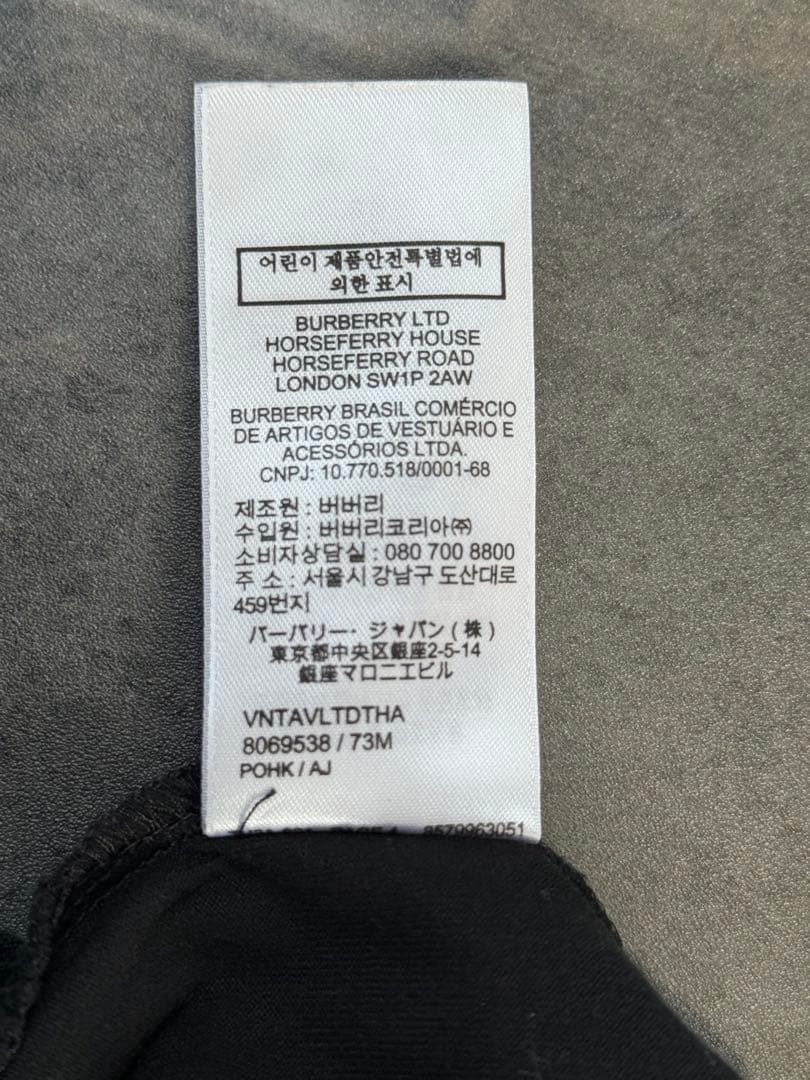 어린이 제품안전특별법에
의한 표시
BURBERRY LTD
HORSEFERRY HOUSE
HORSEFERRY ROAD
LONDON SW1P 2AW
BURBERRY BRASIL COMÉRCIO
DE ARTIGOS DE VESTUÁRIO E
ACESSÓRIOS LTDA.
CNPJ: 10.770.518/0001-68
제조원 : 버버리
수입원 : 버버리코리아㈜
소비자상담실 : 080 700 8800
주 소 : 서울시 강남구 도산대로
459번지
バーバリー・ジャパン ( 株 )
東京都中央区銀座2-5-14
銀座マロニエビル
VNTAVLTDTHA
8069538 / 73M
POHK / AJ
8579963051